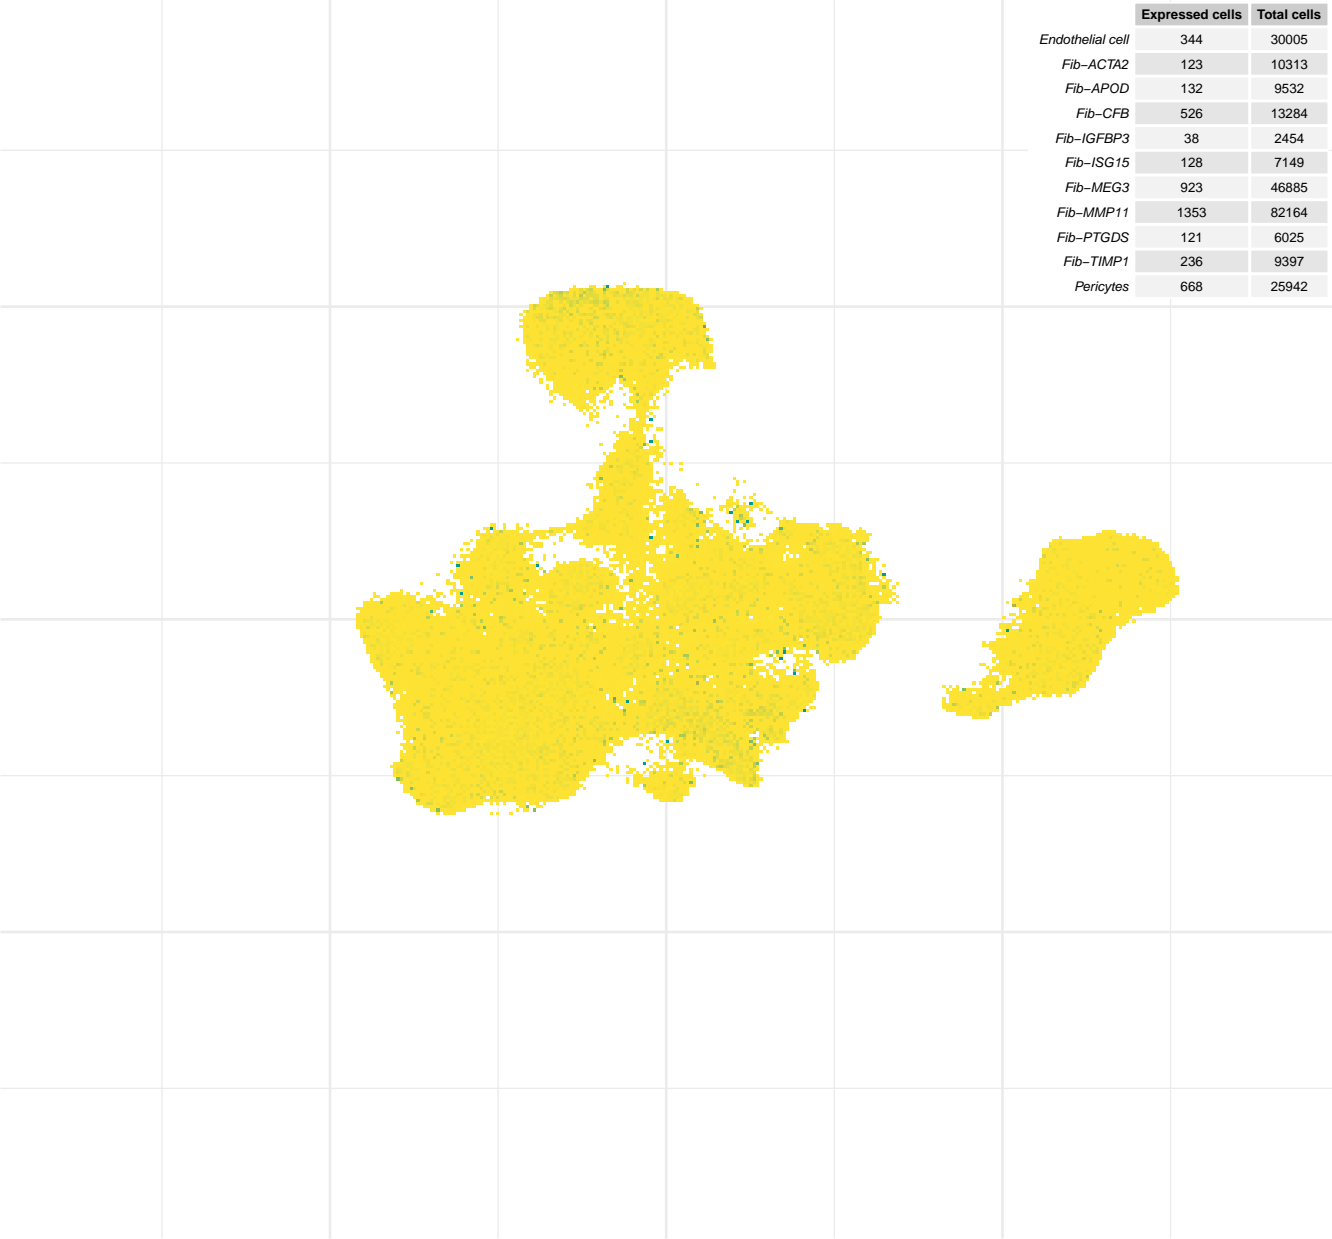 Expressed cells Total cells
Endothelial cell 344 30005
Fib−ACTA2 123 10313
Fib−APOD 132 9532
Fib−CFB 526 13284
Fib−IGFBP3 38 2454
Fib−ISG15 128 7149
Fib−MEG3 923 46885
Fib−MMP11 1353 82164
Fib−PTGDS 121 6025
Fib−TIMP1 236 9397
Pericytes 668 25942